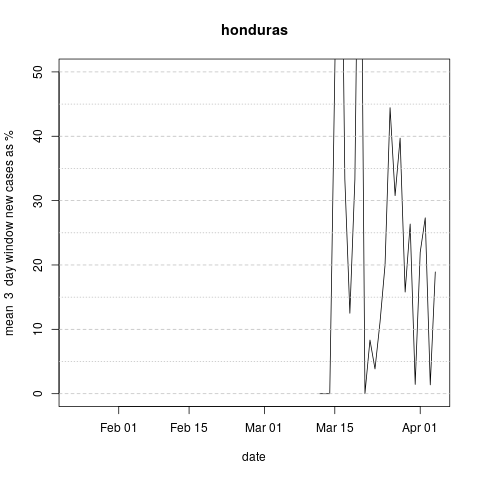 honduras
mean  3  day window new cases as %
50
40
30
20
10
0
Feb 01
Feb 15
Mar 01
Mar 15
Apr 01
date